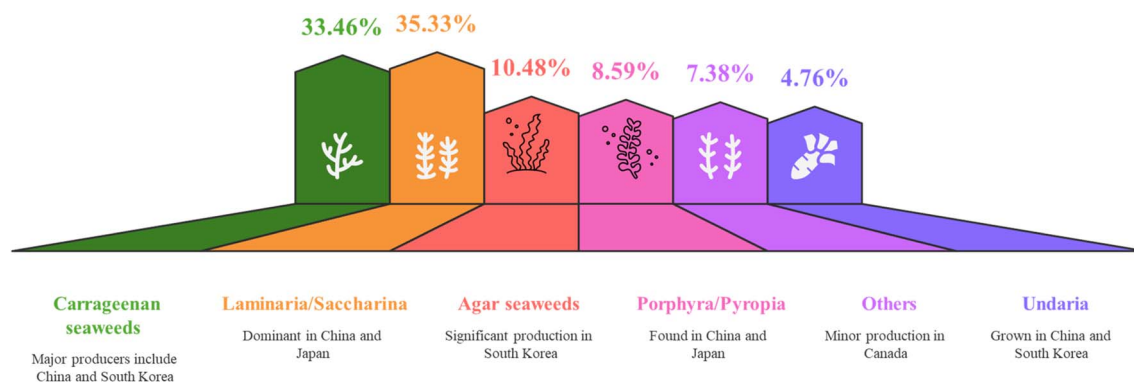 33.46%
35.33%
10.48%
8.59%
7.38%
4.76%
Carrageenan
seaweeds
Major producers include
China and South Korea
Laminaria/Saccharina
Dominant in China and
Japan
Agar seaweeds
Significant production in
South Korea
Porphyra/Pyropia
Found in China and
Japan
Others
Minor production in
Canada
Undaria
Grown in China and
South Korea